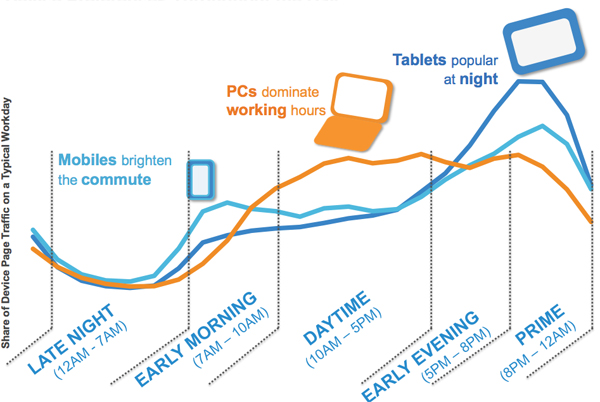 Tablets popular
at night
PCs dominate
working hours
Mobiles brighten
the commute
Share of Device Page Traffic on a Typical Workday
LATE NIGHT
(12AM - 7AM)
EARLY MORNING
(7AM – 10AM)
DAYTIME
(10AM – 5PM)
EARLY EVENING
(5PM – 8PM)
PRIME
(8PM – 12AM)